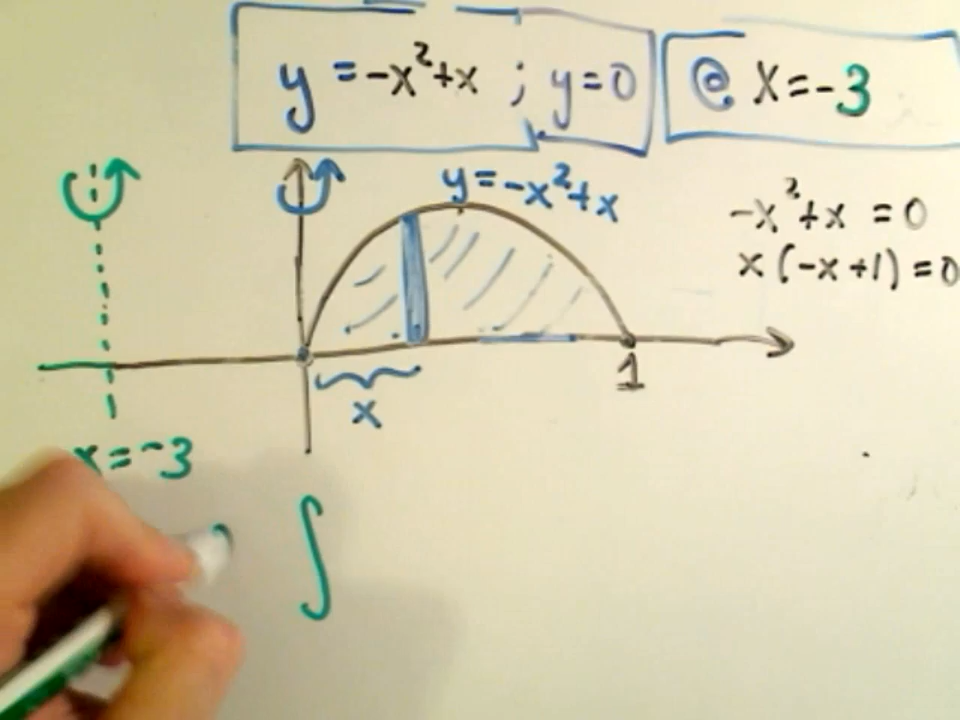 y = -x²+x ; y=0
@ X=-3
y=-x²+x
-x²+x = 0
x(-x+1)=0
1
x
x=-3
∫